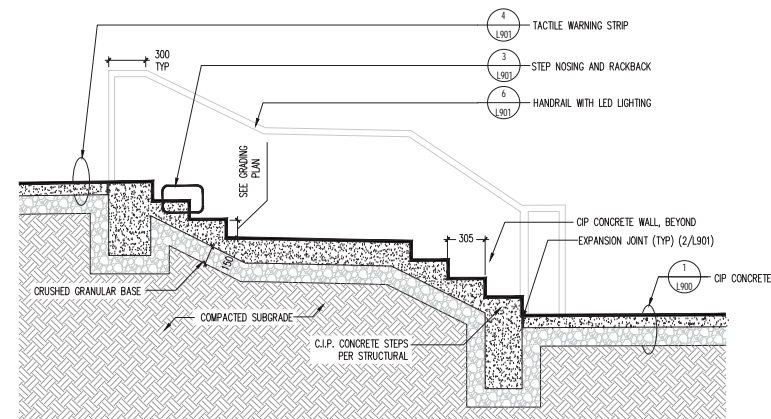 4
L901
TACTILE WARNING STRIP
300
TYP
3
L901
STEP NOSING AND RACKBACK
6
L901
HANDRAIL WITH LED LIGHTING
SEE GRADING
PLAN
305
CIP CONCRETE WALL, BEYOND
EXPANSION JOINT (TYP) (2/L901)
150
1
L900
CIP CONCRETE
CRUSHED GRANULAR BASE
COMPACTED SUBGRADE
C.I.P. CONCRETE STEPS
PER STRUCTURAL